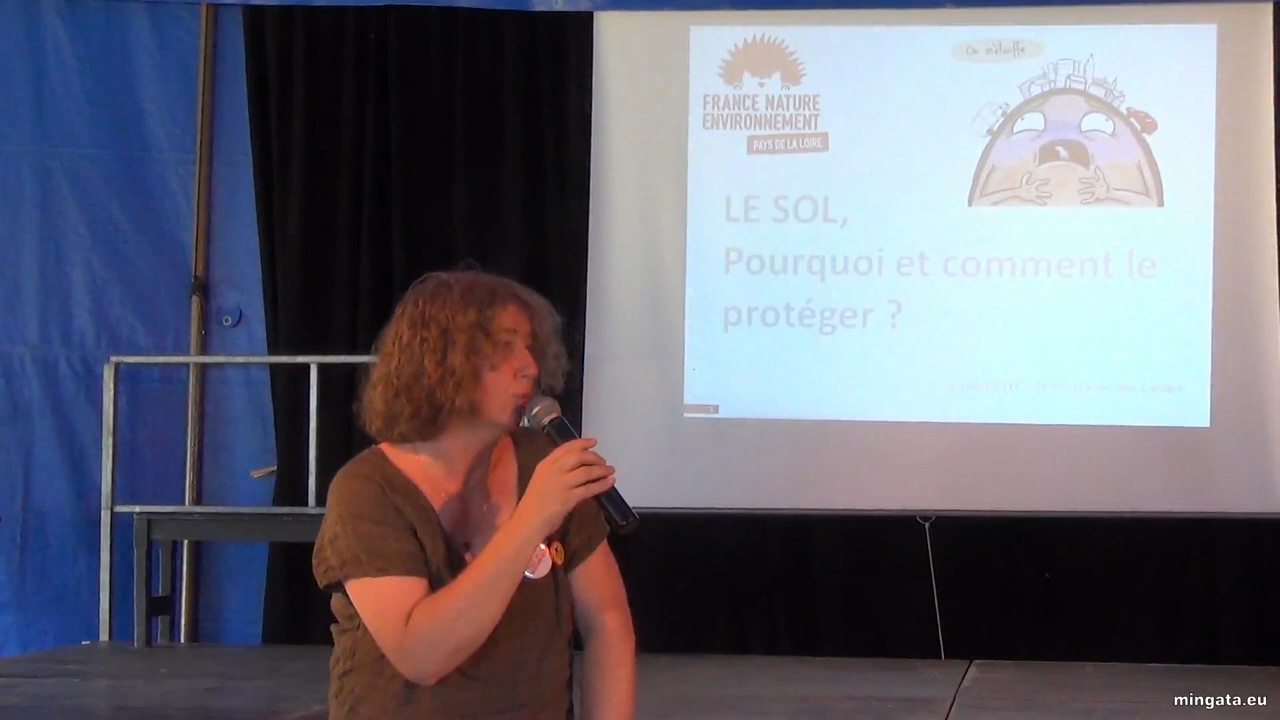 FRANCE NATURE
ENVIRONNEMENT
PAYS DE LA LOIRE
LE SOL,
Pourquoi et comment le
protéger ?
mingata.eu